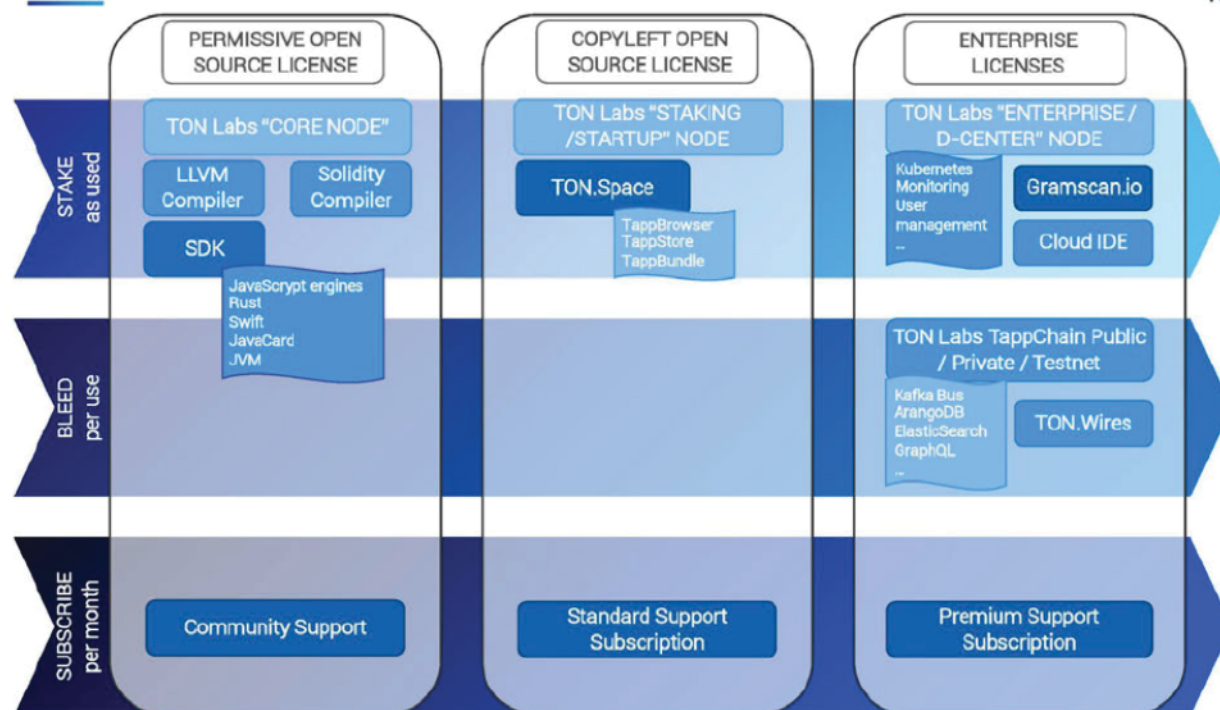 PERMISSIVE OPEN
SOURCE LICENSE
COPYLEFT OPEN
SOURCE LICENSE
ENTERPRISE
LICENSES
STAKE
as used
TON Labs "CORE NODE"
LLVM
Compiler
Solidity
Compiler
SDK
JavaScrypt engines
Rust
Swift
JavaCard
JVM
TON Labs "STAKING
/STARTUP" NODE
TON.Space
TappBrowser
TappStore
TappBundle
TON Labs "ENTERPRISE /
D-CENTER" NODE
Kubernetes
Monitoring
User
management
...
Gramscan.io
Cloud IDE
BLEED
per use
TON Labs TappChain Public
/ Private / Testnet
Kafka Bus
ArangoDB
ElasticSearch
GraphQL
...
TON.Wires
SUBSCRIBE
per month
Community Support
Standard Support
Subscription
Premium Support
Subscription